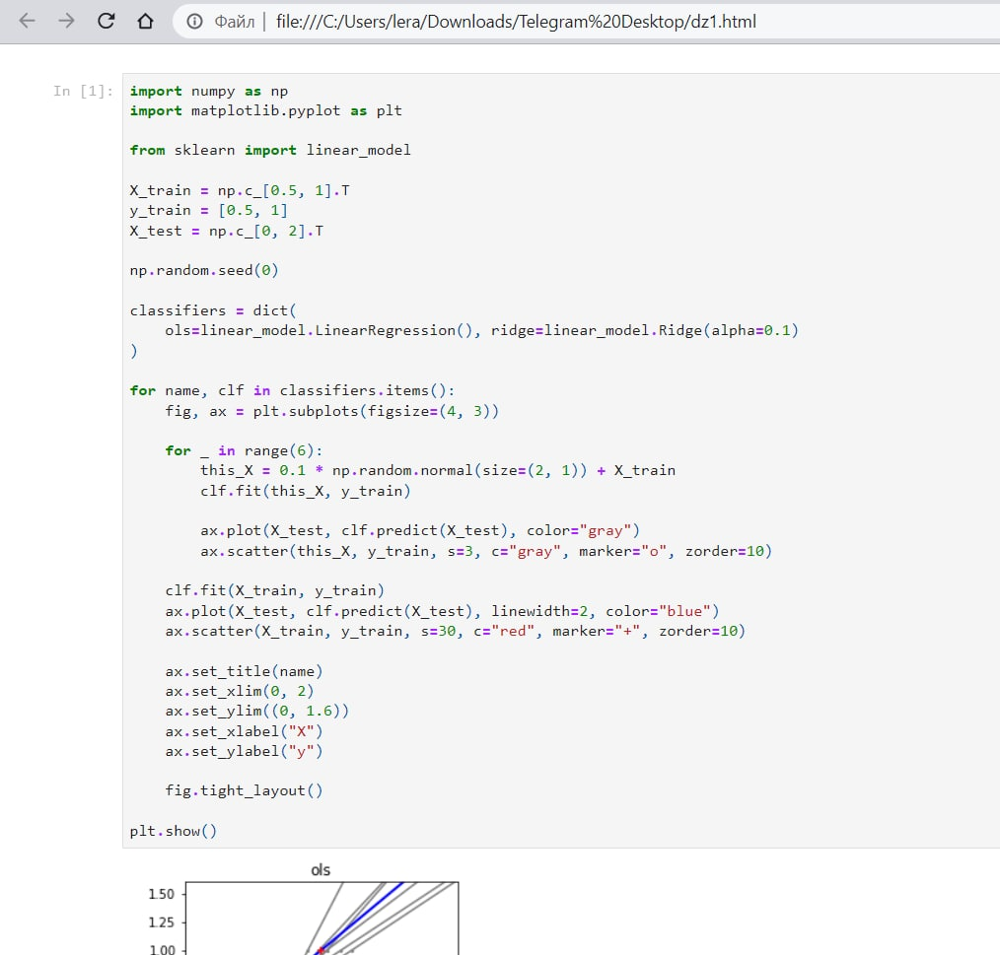 Файл | file:///C:/Users/lera/Downloads/Telegram%20Desktop/dz1.html
In [1]:
import numpy as np
import matplotlib.pyplot as plt

from sklearn import linear_model

X_train = np.c_[0.5, 1].T
y_train = [0.5, 1]
X_test = np.c_[0, 2].T

np.random.seed(0)

classifiers = dict(
    ols=linear_model.LinearRegression(), ridge=linear_model.Ridge(alpha=0.1)
)

for name, clf in classifiers.items():
    fig, ax = plt.subplots(figsize=(4, 3))

    for _ in range(6):
        this_X = 0.1 * np.random.normal(size=(2, 1)) + X_train
        clf.fit(this_X, y_train)

        ax.plot(X_test, clf.predict(X_test), color="gray")
        ax.scatter(this_X, y_train, s=3, c="gray", marker="o", zorder=10)

    clf.fit(X_train, y_train)
    ax.plot(X_test, clf.predict(X_test), linewidth=2, color="blue")
    ax.scatter(X_train, y_train, s=30, c="red", marker="+", zorder=10)

    ax.set_title(name)
    ax.set_xlim(0, 2)
    ax.set_ylim((0, 1.6))
    ax.set_xlabel("X")
    ax.set_ylabel("y")

    fig.tight_layout()

plt.show()
ols
1.50
1.25
1.00